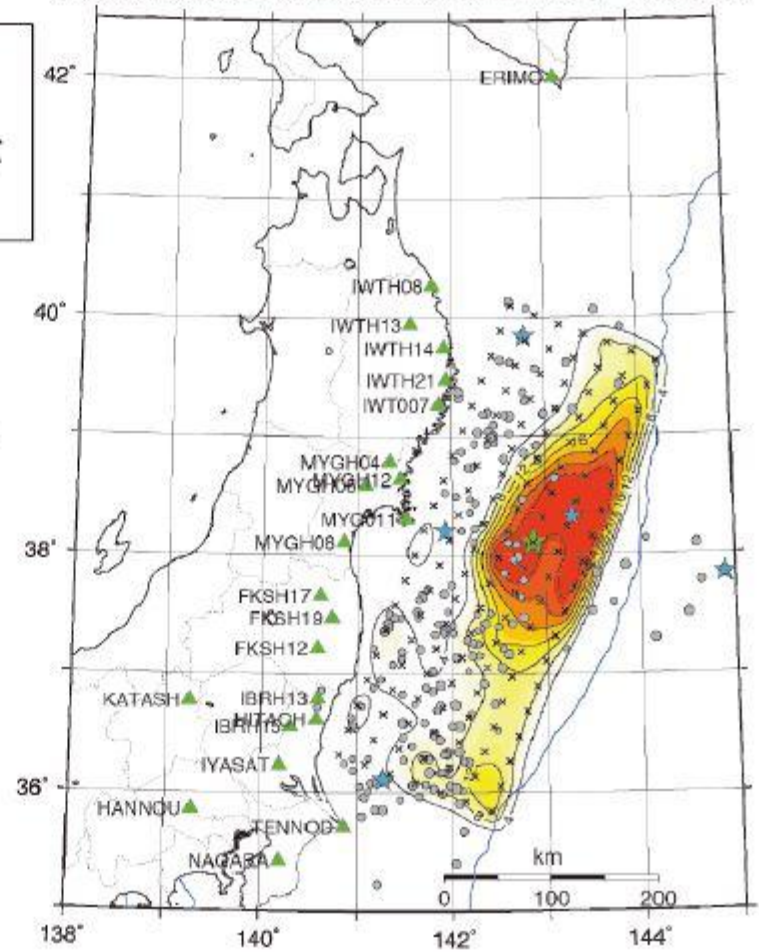 42°
ERIMO
40°
IWTH08
IWTH13
IWTH14
IWTH21
IWT007
MYGH04
MYGH12
MYG011
38°
MYGH08
FKSH17
FKSH19
FKSH12
KATASH
IBRH13
HITACH
IBRH15
IYASAT
36°
HANNOU
TENNOD
NAGARA
km
0 100 200
138° 140° 142° 144°